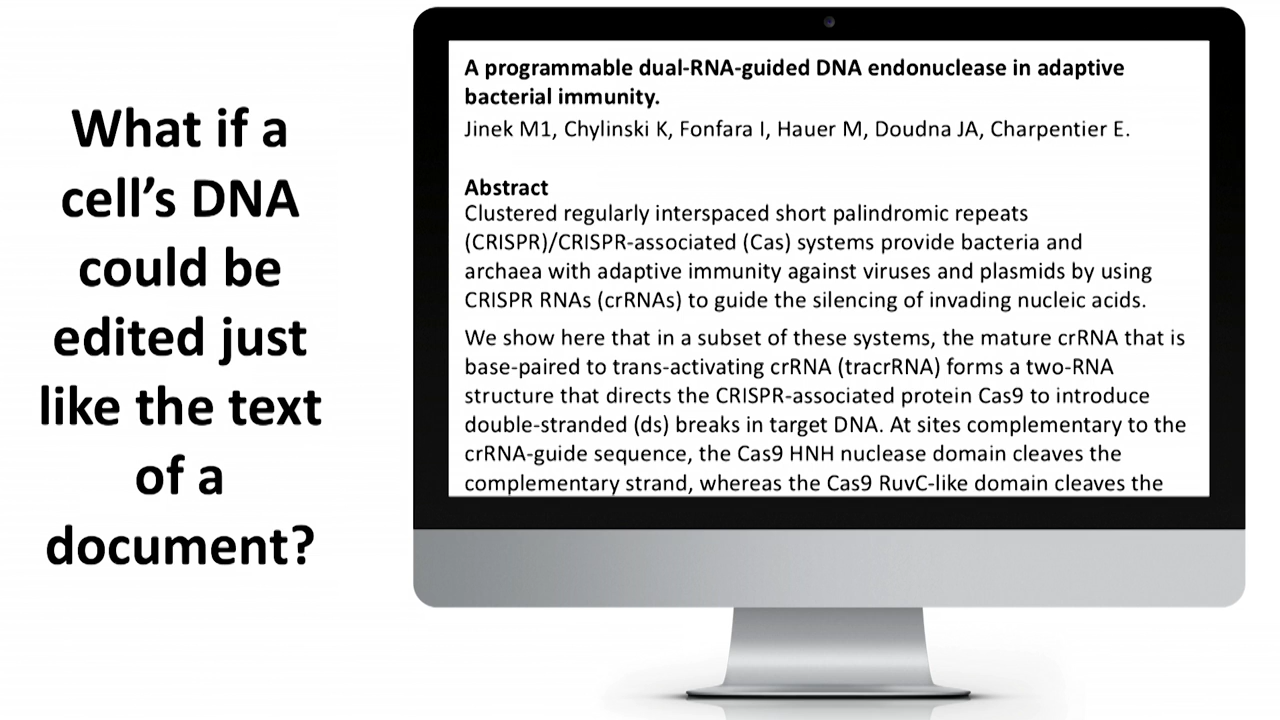 What if a
cell’s DNA
could be
edited just
like the text
of a
document?
A programmable dual-RNA-guided DNA endonuclease in adaptive
bacterial immunity.
Jinek M1, Chylinski K, Fonfara I, Hauer M, Doudna JA, Charpentier E.
Abstract
Clustered regularly interspaced short palindromic repeats
(CRISPR)/CRISPR-associated (Cas) systems provide bacteria and
archaea with adaptive immunity against viruses and plasmids by using
CRISPR RNAs (crRNAs) to guide the silencing of invading nucleic acids.
We show here that in a subset of these systems, the mature crRNA that is
base-paired to trans-activating crRNA (tracrRNA) forms a two-RNA
structure that directs the CRISPR-associated protein Cas9 to introduce
double-stranded (ds) breaks in target DNA. At sites complementary to the
crRNA-guide sequence, the Cas9 HNH nuclease domain cleaves the
complementary strand, whereas the Cas9 RuvC-like domain cleaves the